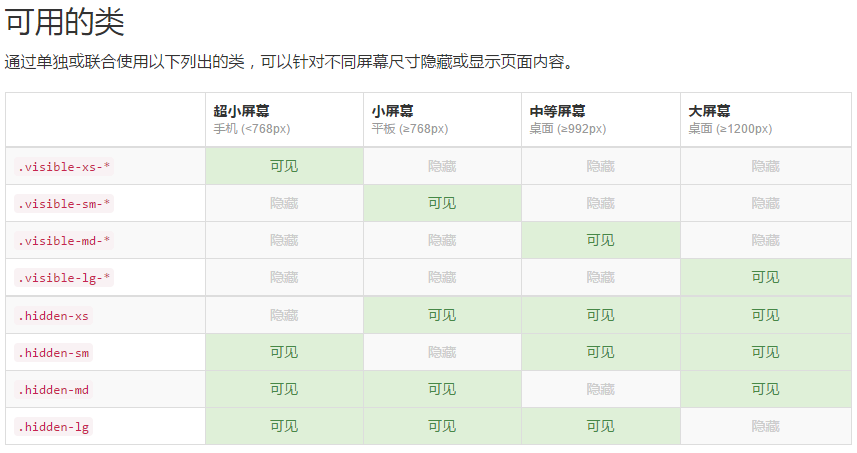 可用的类
通过单独或联合使用以下列出的类，可以针对不同屏幕尺寸隐藏或显示页面内容。
超小屏幕 小屏幕 中等屏幕 大屏幕
手机 (<768px) 平板 (≥768px) 桌面 (≥992px) 桌面 (≥1200px)
.visible-xs-* 可见 隐藏 隐藏 隐藏
.visible-sm-* 隐藏 可见 隐藏 隐藏
.visible-md-* 隐藏 隐藏 可见 隐藏
.visible-lg-* 隐藏 隐藏 隐藏 可见
.hidden-xs 隐藏 可见 可见 可见
.hidden-sm 可见 隐藏 可见 可见
.hidden-md 可见 可见 隐藏 可见
.hidden-lg 可见 可见 可见 隐藏